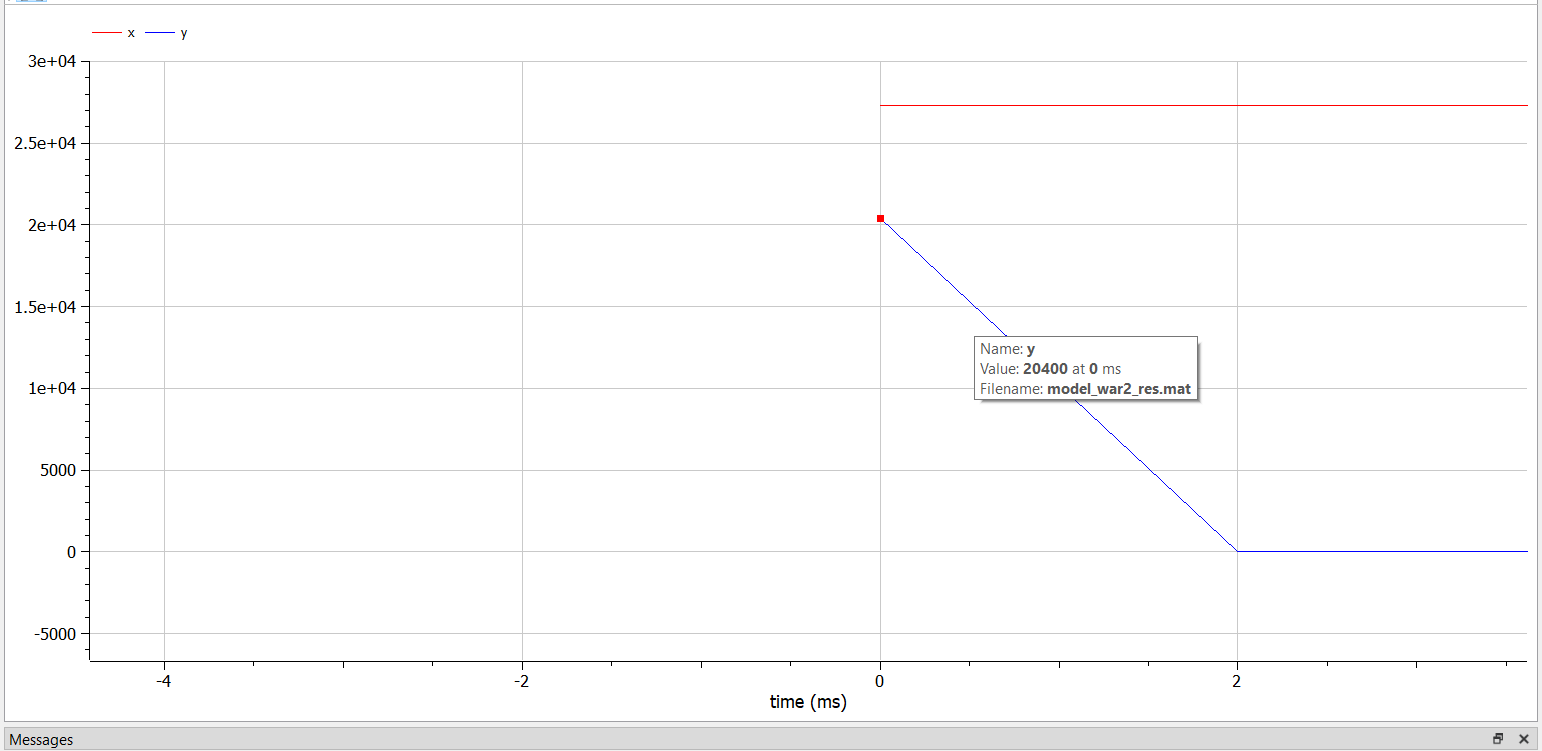 x y
3e+04
2.5e+04
2e+04
1.5e+04
1e+04
5000
0
-5000
Name: y
Value: 20400 at 0 ms
Filename: model_war2_res.mat
-4 -2 0 2
time (ms)
Messages